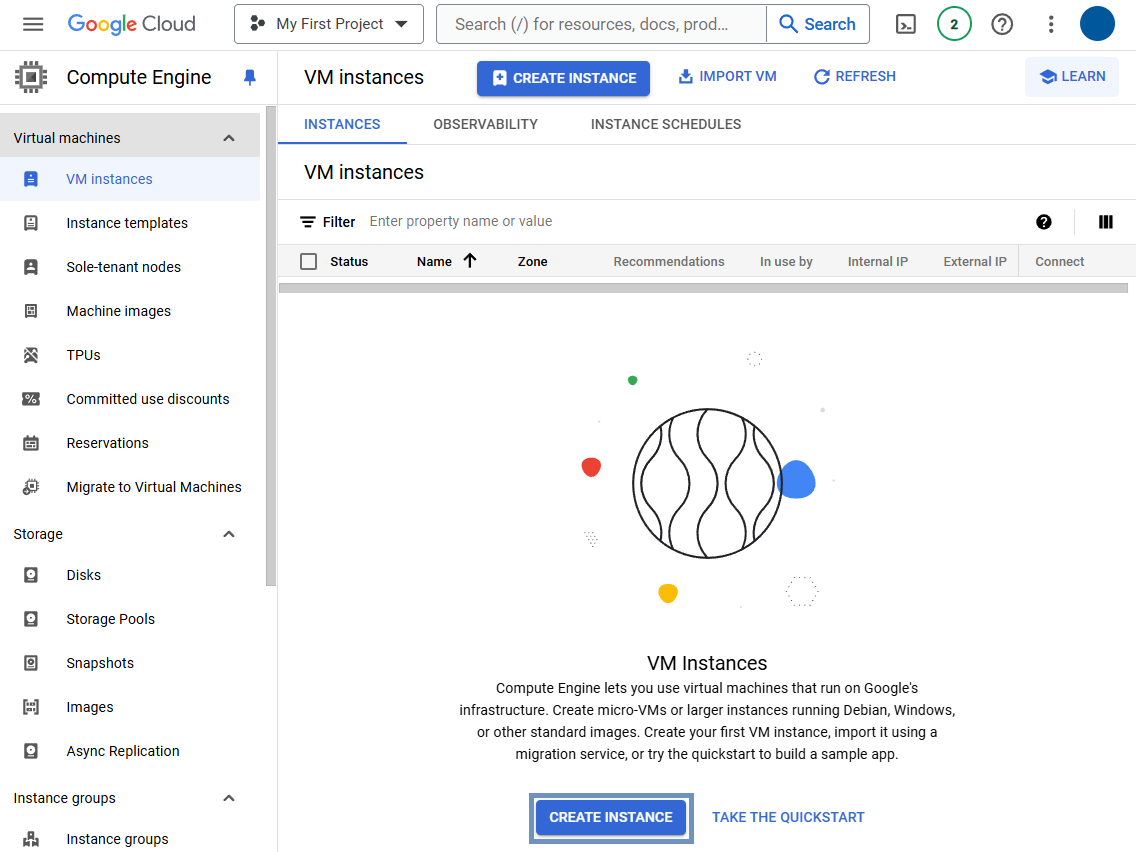 Google Cloud
My First Project
Search (/) for resources, docs, prod...
Search
2
Compute Engine
VM instances
CREATE INSTANCE
IMPORT VM
REFRESH
LEARN
Virtual machines
VM instances
Instance templates
Sole-tenant nodes
Machine images
TPUs
Committed use discounts
Reservations
Migrate to Virtual Machines
Storage
Disks
Storage Pools
Snapshots
Images
Async Replication
Instance groups
Instance groups
INSTANCES
OBSERVABILITY
INSTANCE SCHEDULES
VM instances
Filter
Enter property name or value
Status
Name
Zone
Recommendations
In use by
Internal IP
External IP
Connect
VM Instances
Compute Engine lets you use virtual machines that run on Google's
infrastructure. Create micro-VMs or larger instances running Debian, Windows,
or other standard images. Create your first VM instance, import it using a
migration service, or try the quickstart to build a sample app.
CREATE INSTANCE
TAKE THE QUICKSTART